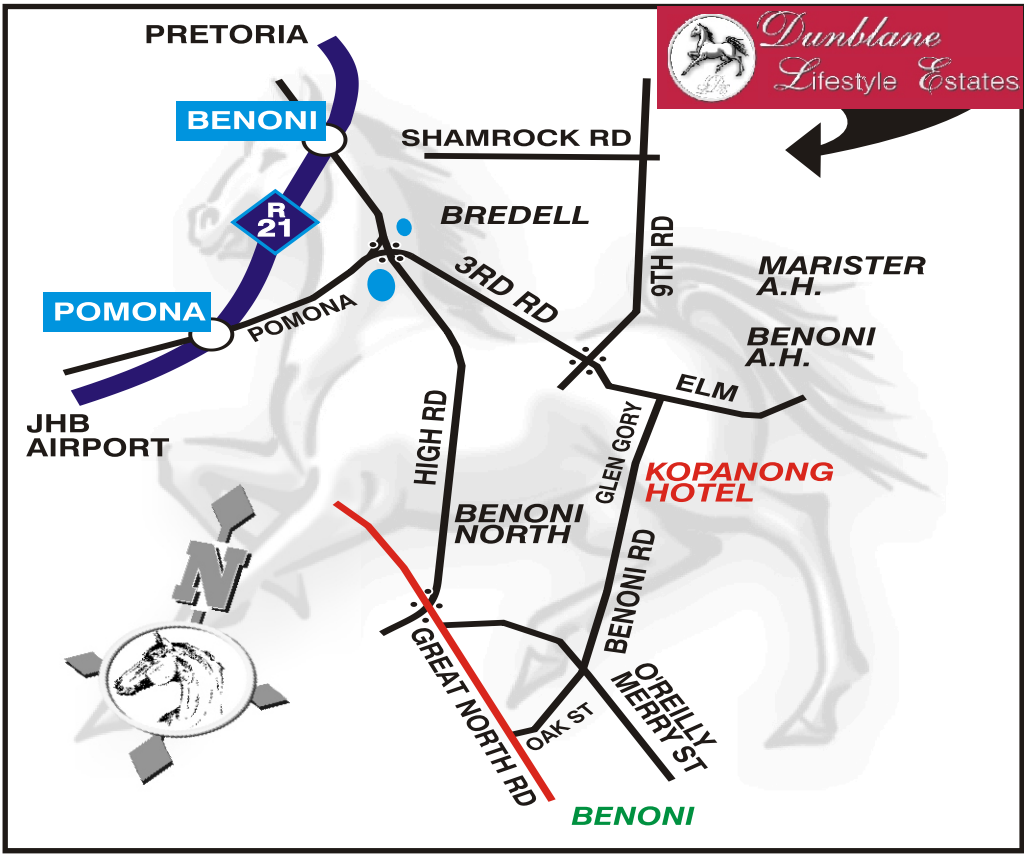 PRETORIA
Dunblane
Lifestyle Estates
BENONI
SHAMROCK RD
R
21
BREDELL
9TH RD
3RD RD
MARISTER
A.H.
POMONA
POMONA
BENONI
A.H.
ELM
JHB
AIRPORT
HIGH RD
GLEN GORY
KOPANONG
HOTEL
BENONI
NORTH
N
BENONI RD
GREAT NORTH RD
O'REILLY
MERRY ST
OAK ST
BENONI